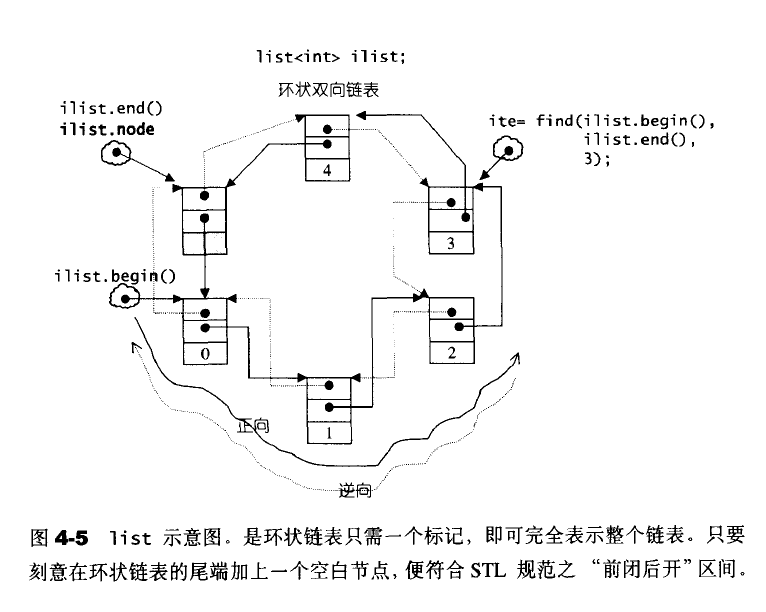 list<int> ilist;
环状双向链表
ilist.end()
ilist.node
ite= find(ilist.begin(),
ilist.end(),
3);
4
3
ilist.begin()
0
2
1
正向
逆向
图 4-5 list 示意图。是环状链表只需一个标记，即可完全表示整个链表。只要
刻意在环状链表的尾端加上一个空白节点，便符合 STL 规范之 “前闭后开”区间。